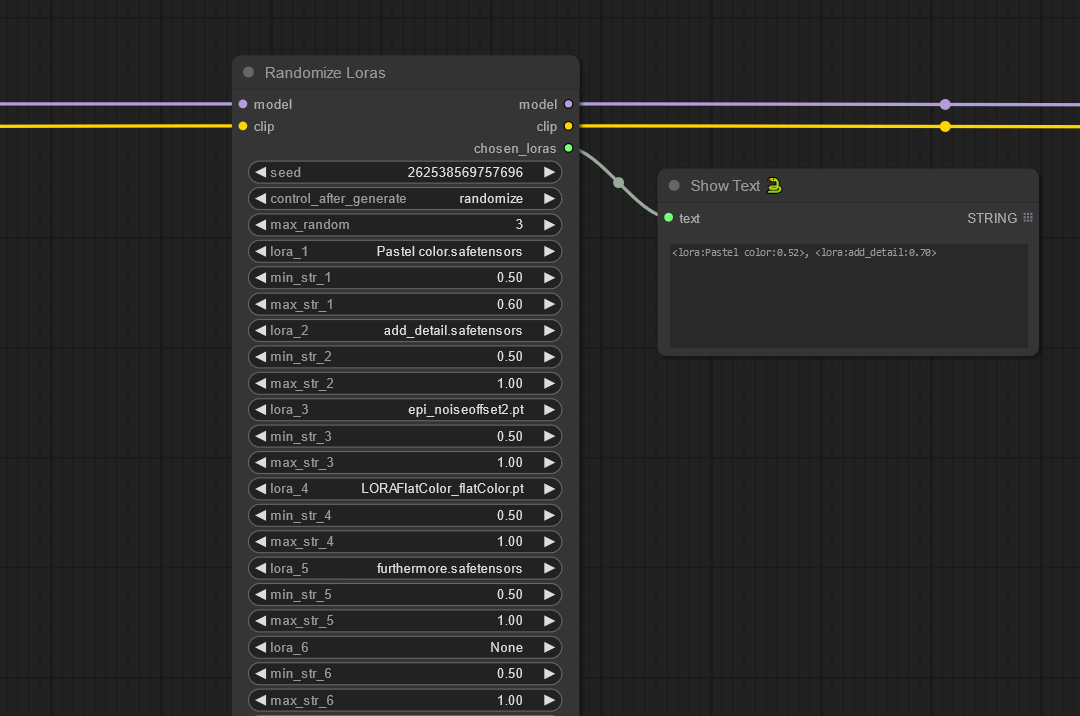 Randomize Loras
model model
clip clip
chosen_loras
seed 262538569757696
control_after_generate randomize
max_random 3
lora_1 Pastel color.safetensors
min_str_1 0.50
max_str_1 0.60
lora_2 add_detail.safetensors
min_str_2 0.50
max_str_2 1.00
lora_3 epi_noiseoffset2.pt
min_str_3 0.50
max_str_3 1.00
lora_4 LORAFlatColor_flatColor.pt
min_str_4 0.50
max_str_4 1.00
lora_5 furthermore.safetensors
min_str_5 0.50
max_str_5 1.00
lora_6 None
min_str_6 0.50
max_str_6 1.00
Show Text 🐍
text STRING
<lora:Pastel color:0.52>, <lora:add_detail:0.70>